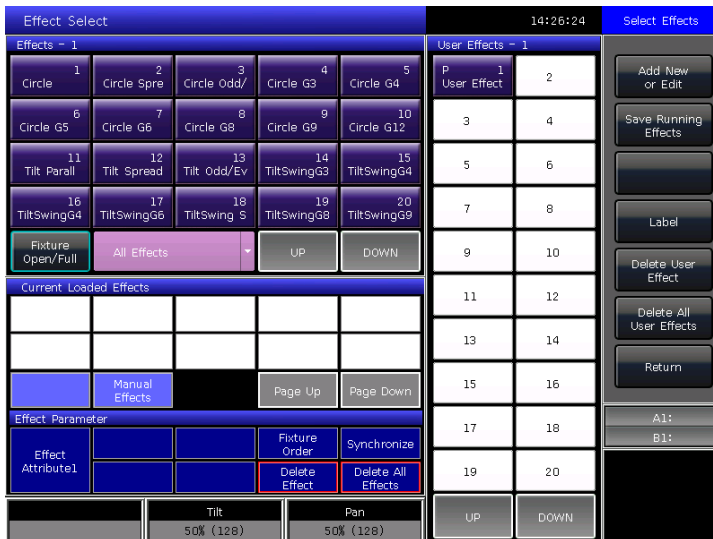 Effect Select
14:26:24
Select Effects
Effects - 1
1
Circle
2
Circle Spre
3
Circle Odd/
4
Circle G3
5
Circle G4
6
Circle G5
7
Circle G6
8
Circle G8
9
Circle G9
10
Circle G12
11
Tilt Parall
12
Tilt Spread
13
Tilt Odd/Ev
14
TiltSwingG3
15
TiltSwingG4
16
TiltSwingG4
17
TiltSwingG6
18
TiltSwing S
19
TiltSwingG8
20
TiltSwingG9
Fixture
Open/Full
All Effects
UP
DOWN
Current Loaded Effects
Manual
Effects
Page Up
Page Down
Effect Parameter
Effect
Attribute1
Fixture
Order
Synchronize
Delete
Effect
Delete All
Effects
Tilt
50% (128)
Pan
50% (128)
User Effects - 1
P 1
User Effect
2
3
4
5
6
7
8
9
10
11
12
13
14
15
16
17
18
19
20
UP
DOWN
Add New
or Edit
Save Running
Effects
Label
Delete User
Effect
Delete All
User Effects
Return
A1:
B1: